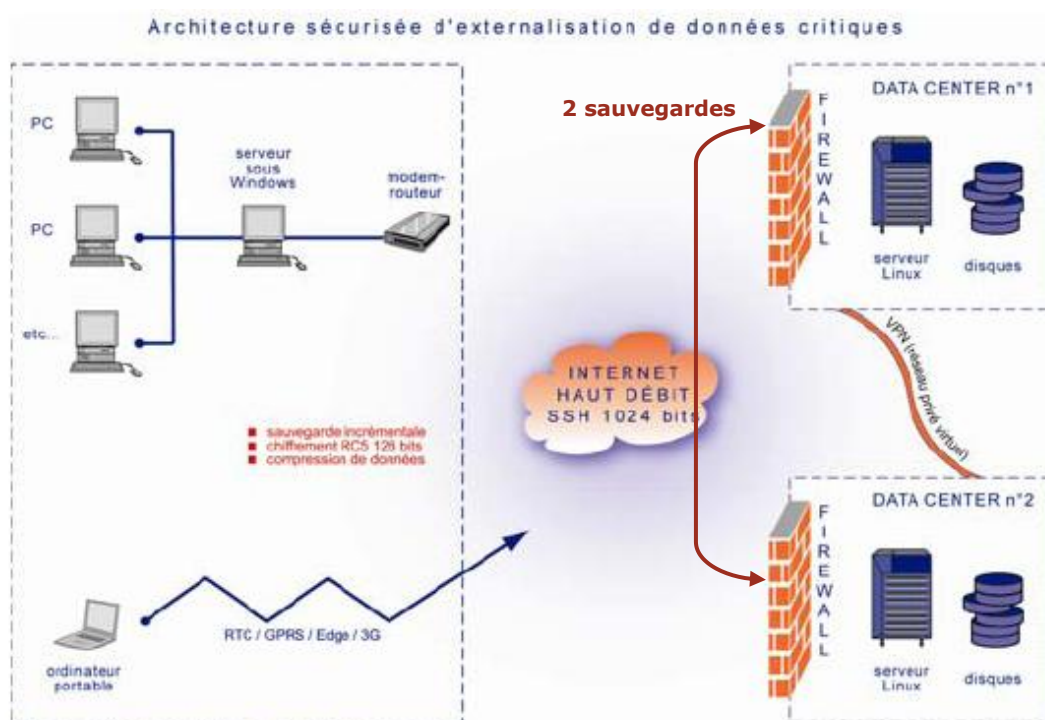 Architecture sécurisée d'externalisation de données critiques
PC
PC
etc...
serveur
sous
Windows
modem-
routeur
sauvegarde incrémentale
chiffrement RC5 128 bits
compression de données
ordinateur
portable
RTC / GPRS / Edge / 3G
INTERNET
HAUT DÉBIT
SSH 1024 bits
2 sauvegardes
FIREWALL
DATA CENTER n°1
serveur
Linux
disques
VPN (réseau privé virtuel)
FIREWALL
DATA CENTER n°2
serveur
Linux
disques